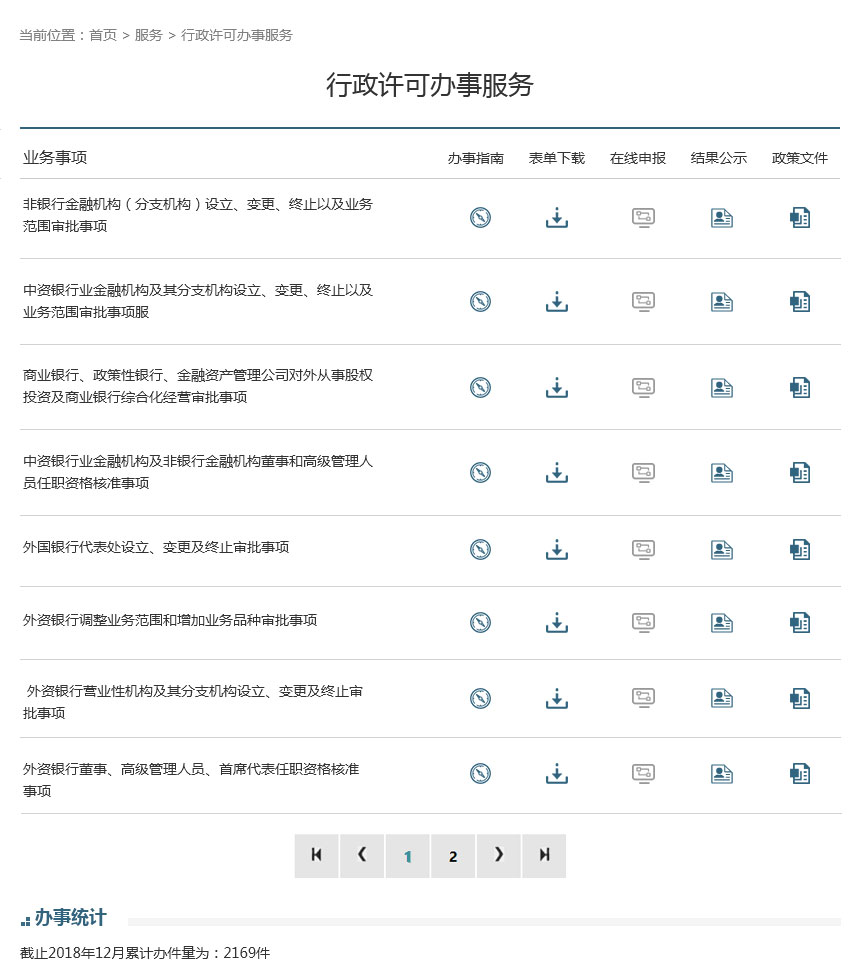 当前位置：首页 > 服务 > 行政许可办事服务
行政许可办事服务
业务事项 办事指南 表单下载 在线申报 结果公示 政策文件
非银行金融机构（分支机构）设立、变更、终止以及业务
范围审批事项
中资银行业金融机构及其分支机构设立、变更、终止以及
业务范围审批事项服
商业银行、政策性银行、金融资产管理公司对外从事股权
投资及商业银行综合化经营审批事项
中资银行业金融机构及非银行金融机构董事和高级管理人
员任职资格核准事项
外国银行代表处设立、变更及终止审批事项
外资银行调整业务范围和增加业务品种审批事项
外资银行营业性机构及其分支机构设立、变更及终止审
批事项
外资银行董事、高级管理人员、首席代表任职资格核准
事项
1 2
办事统计
截止2018年12月累计办件量为：2169件